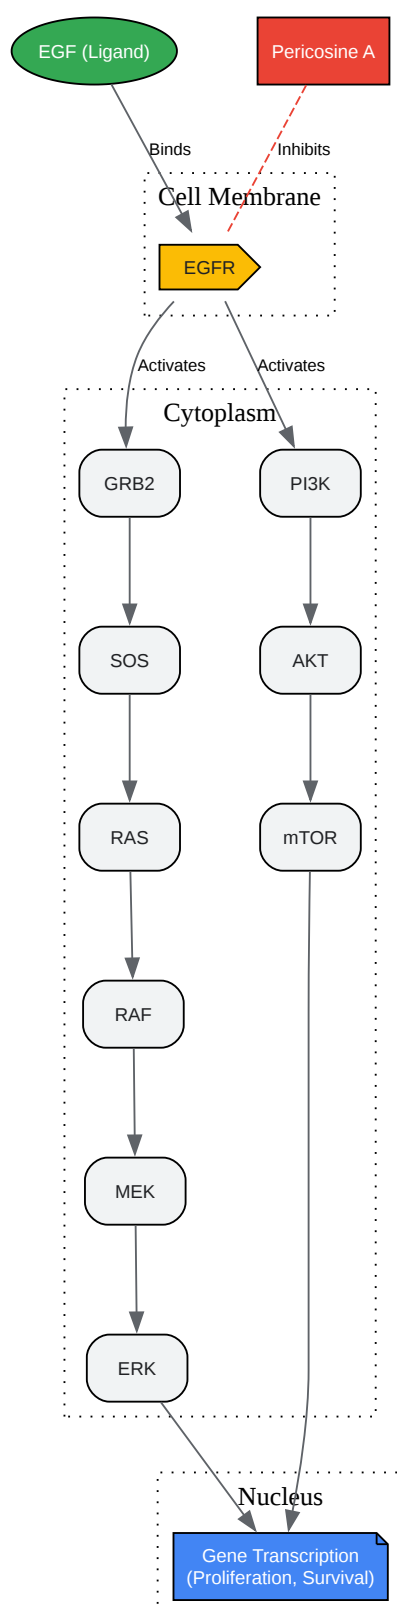 EGF (Ligand)
Pericosine A
Binds
Inhibits
Cell Membrane
EGFR
Activates
Activates
Cytoplasm
GRB2
PI3K
SOS
AKT
RAS
mTOR
RAF
MEK
ERK
Nucleus
Gene Transcription
(Proliferation, Survival)